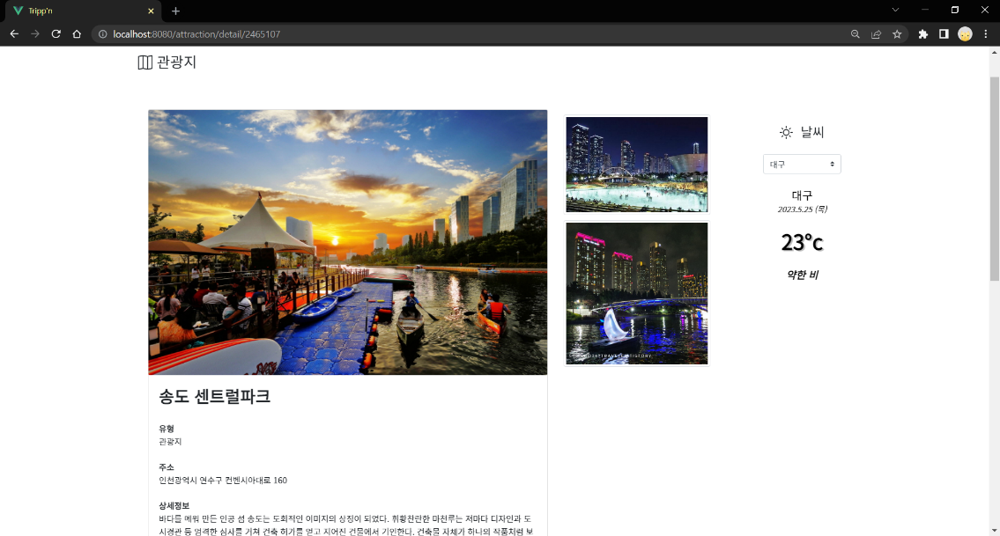 Tripp'n
localhost:8080/attraction/detail/2465107
관광지
날씨
대구
대구
2023.5.25 (목)
23°c
약한 비
송도 센트럴파크
유형
관광지
주소
인천광역시 연수구 컨벤시아대로 160
상세정보
바다를 메워 만든 인공 섬 송도는 도회적인 이미지의 상징이 되었다. 휘황찬란한 마천루는 저마다 디자인과 도
시경관 등 엄격한 심사를 거쳐 건축 허가를 얻고 지어진 건물에서 기인한다. 건축물 자체가 하나의 작품처럼 보